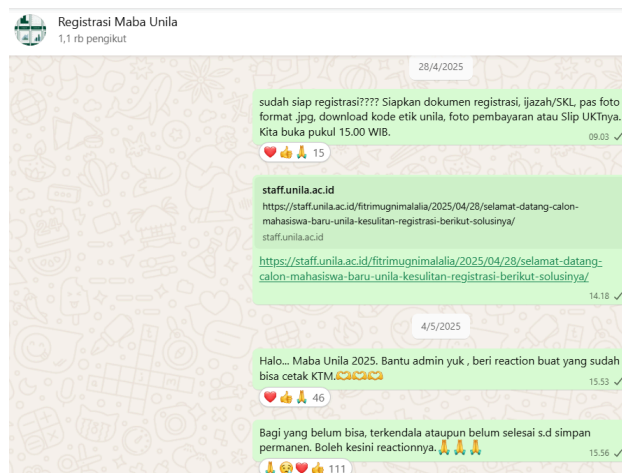 Registrasi Maba Unila
1,1 rb pengikut
28/4/2025
sudah siap registrasi???? Siapkan dokumen registrasi, ijazah/SKL, pas foto
format .jpg, download kode etik unila, foto pembayaran atau Slip UKTnya.
Kita buka pukul 15.00 WIB.
09.03
15
staff.unila.ac.id
https://staff.unila.ac.id/fitrimugnimalalia/2025/04/28/selamat-datang-calon-
mahasiswa-baru-unila-kesulitan-registrasi-berikut-solusinya/
staff.unila.ac.id
https://staff.unila.ac.id/fitrimugnimalalia/2025/04/28/selamat-datang-
calon-mahasiswa-baru-unila-kesulitan-registrasi-berikut-solusinya/
14.18
4/5/2025
Halo... Maba Unila 2025. Bantu admin yuk , beri reaction buat yang sudah
bisa cetak KTM.🫶🫶🫶
15.53
46
Bagi yang belum bisa, terkendala ataupun belum selesai s.d simpan
permanen. Boleh kesini reactionnya.🙏🙏🙏
15.56
111